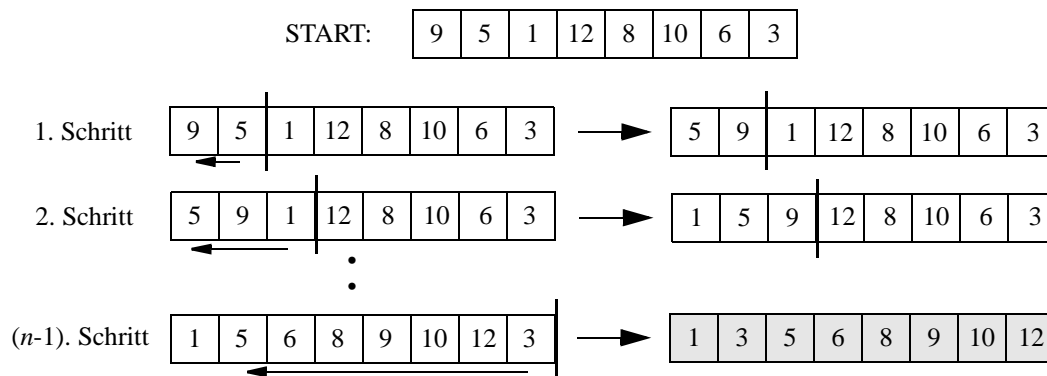 START: 9 5 1 12 8 10 6 3
1. Schritt 9 5 1 12 8 10 6 3 5 9 1 12 8 10 6 3
2. Schritt 5 9 1 12 8 10 6 3 1 5 9 12 8 10 6 3
(n-1). Schritt 1 5 6 8 9 10 12 3 1 3 5 6 8 9 10 12